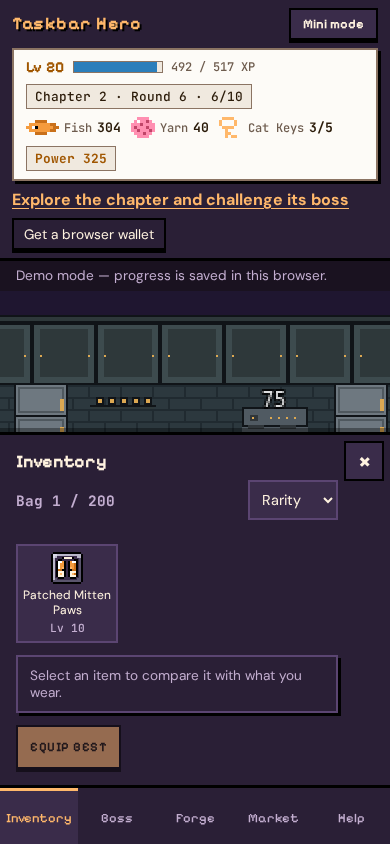 Taskbar Hero
Mini mode
Lv 80
492 / 517 XP
Chapter 2 · Round 6 · 6/10
Fish 304
Yarn 40
Cat Keys 3/5
Power 325
Explore the chapter and challenge its boss
Get a browser wallet
Demo mode — progress is saved in this browser.
75
Inventory
×
Bag 1 / 200
Rarity
Patched Mitten
Paws
Lv 10
Select an item to compare it with what you
wear.
EQUIP BEST
Inventory
Boss
Forge
Market
Help